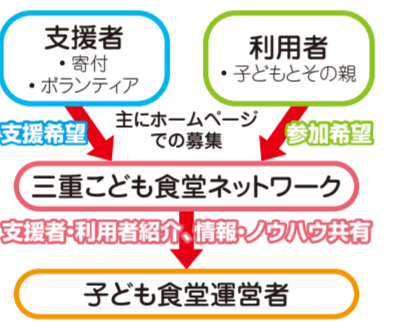 支援者
・寄付
・ボランティア
利用者
・子どもとその親
主にホームページ
での募集
支援希望
参加希望
三重こども食堂ネットワーク
支援者・利用者紹介、情報・ノウハウ共有
子ども食堂運営者